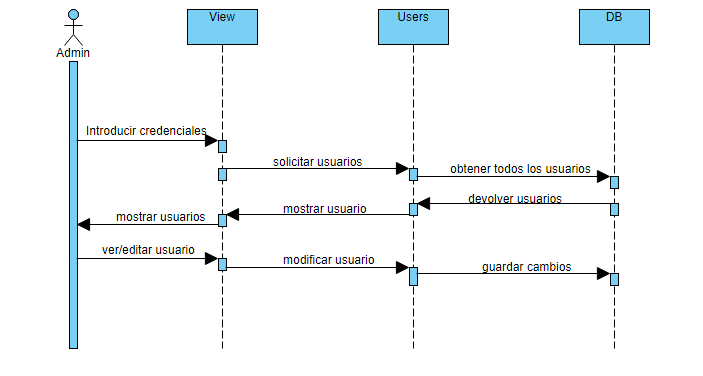 View
Users
DB
Admin
Introducir credenciales
solicitar usuarios
obtener todos los usuarios
devolver usuarios
mostrar usuario
mostrar usuarios
ver/editar usuario
modificar usuario
guardar cambios